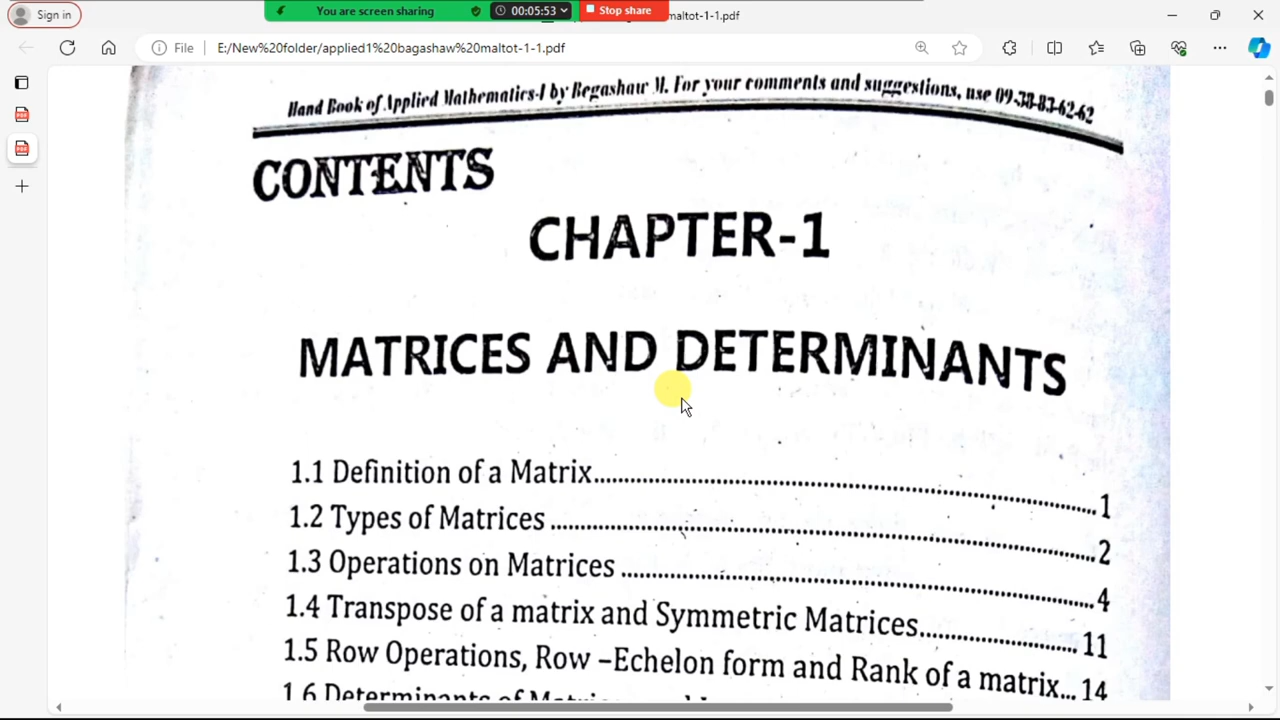 Sign in
You are screen sharing
00:05:53
Stop share
maltot-1-1.pdf
File
E:/New%20folder/applied1%20bagashaw%20maltot-1-1.pdf
Hand Book of Applied Mathematics-I by Begashaw M. For your comments and suggestions, use 09-38-83-62-62
CONTENTS
CHAPTER-1
MATRICES AND DETERMINANTS
1.1 Definition of a Matrix.......................................................1
1.2 Types of Matrices ...........................................................2
1.3 Operations on Matrices ..................................................4
1.4 Transpose of a matrix and Symmetric Matrices....................11
1.5 Row Operations, Row –Echelon form and Rank of a matrix... 14
1.6 Determinants of